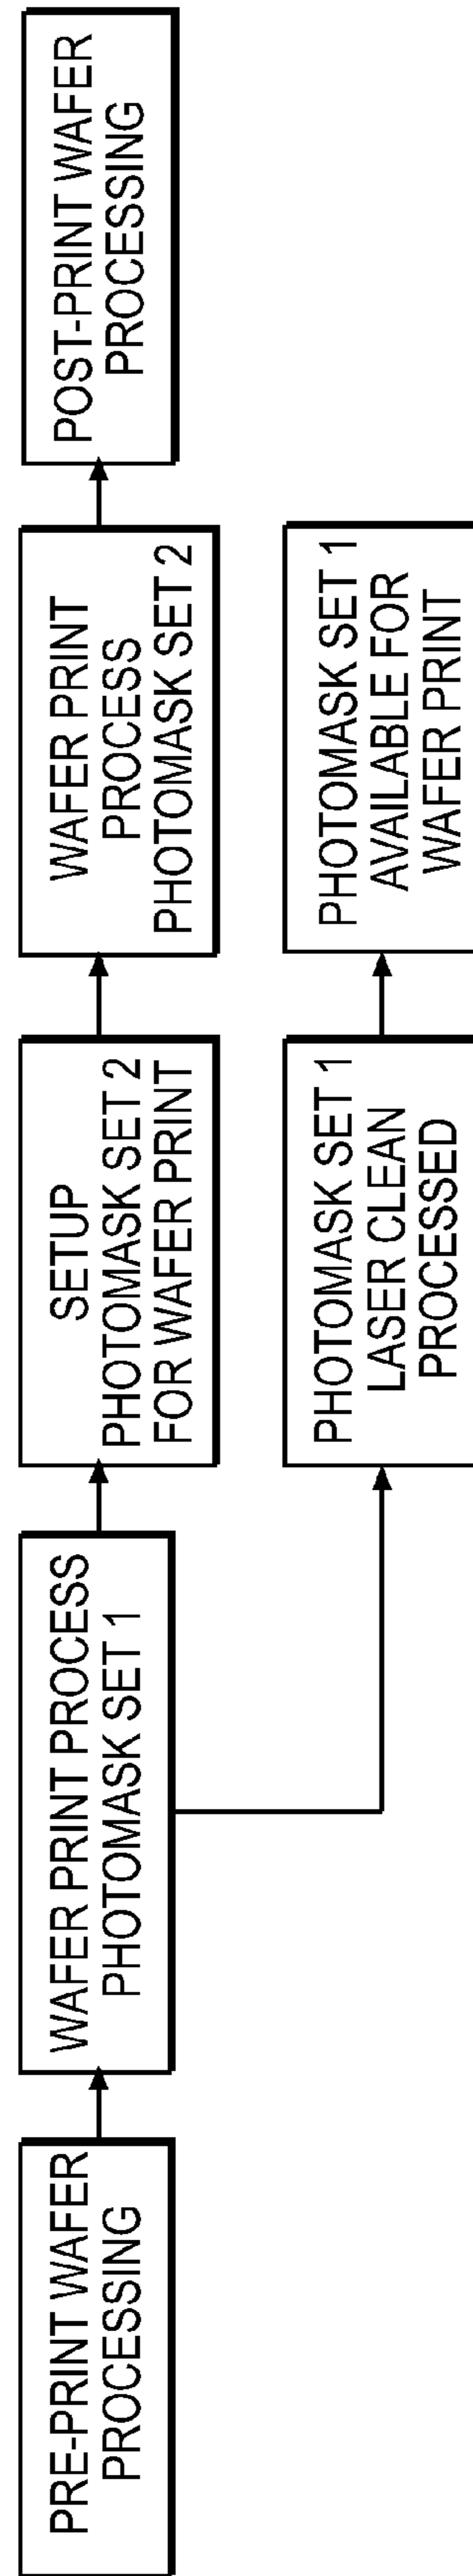 PRE-PRINT WAFER
PROCESSING
WAFER PRINT PROCESS
PHOTOMASK SET 1
SETUP
PHOTOMASK SET 2
FOR WAFER PRINT
WAFER PRINT
PROCESS
PHOTOMASK SET 2
POST-PRINT WAFER
PROCESSING
PHOTOMASK SET 1
LASER CLEAN
PROCESSED
PHOTOMASK SET 1
AVAILABLE FOR
WAFER PRINT